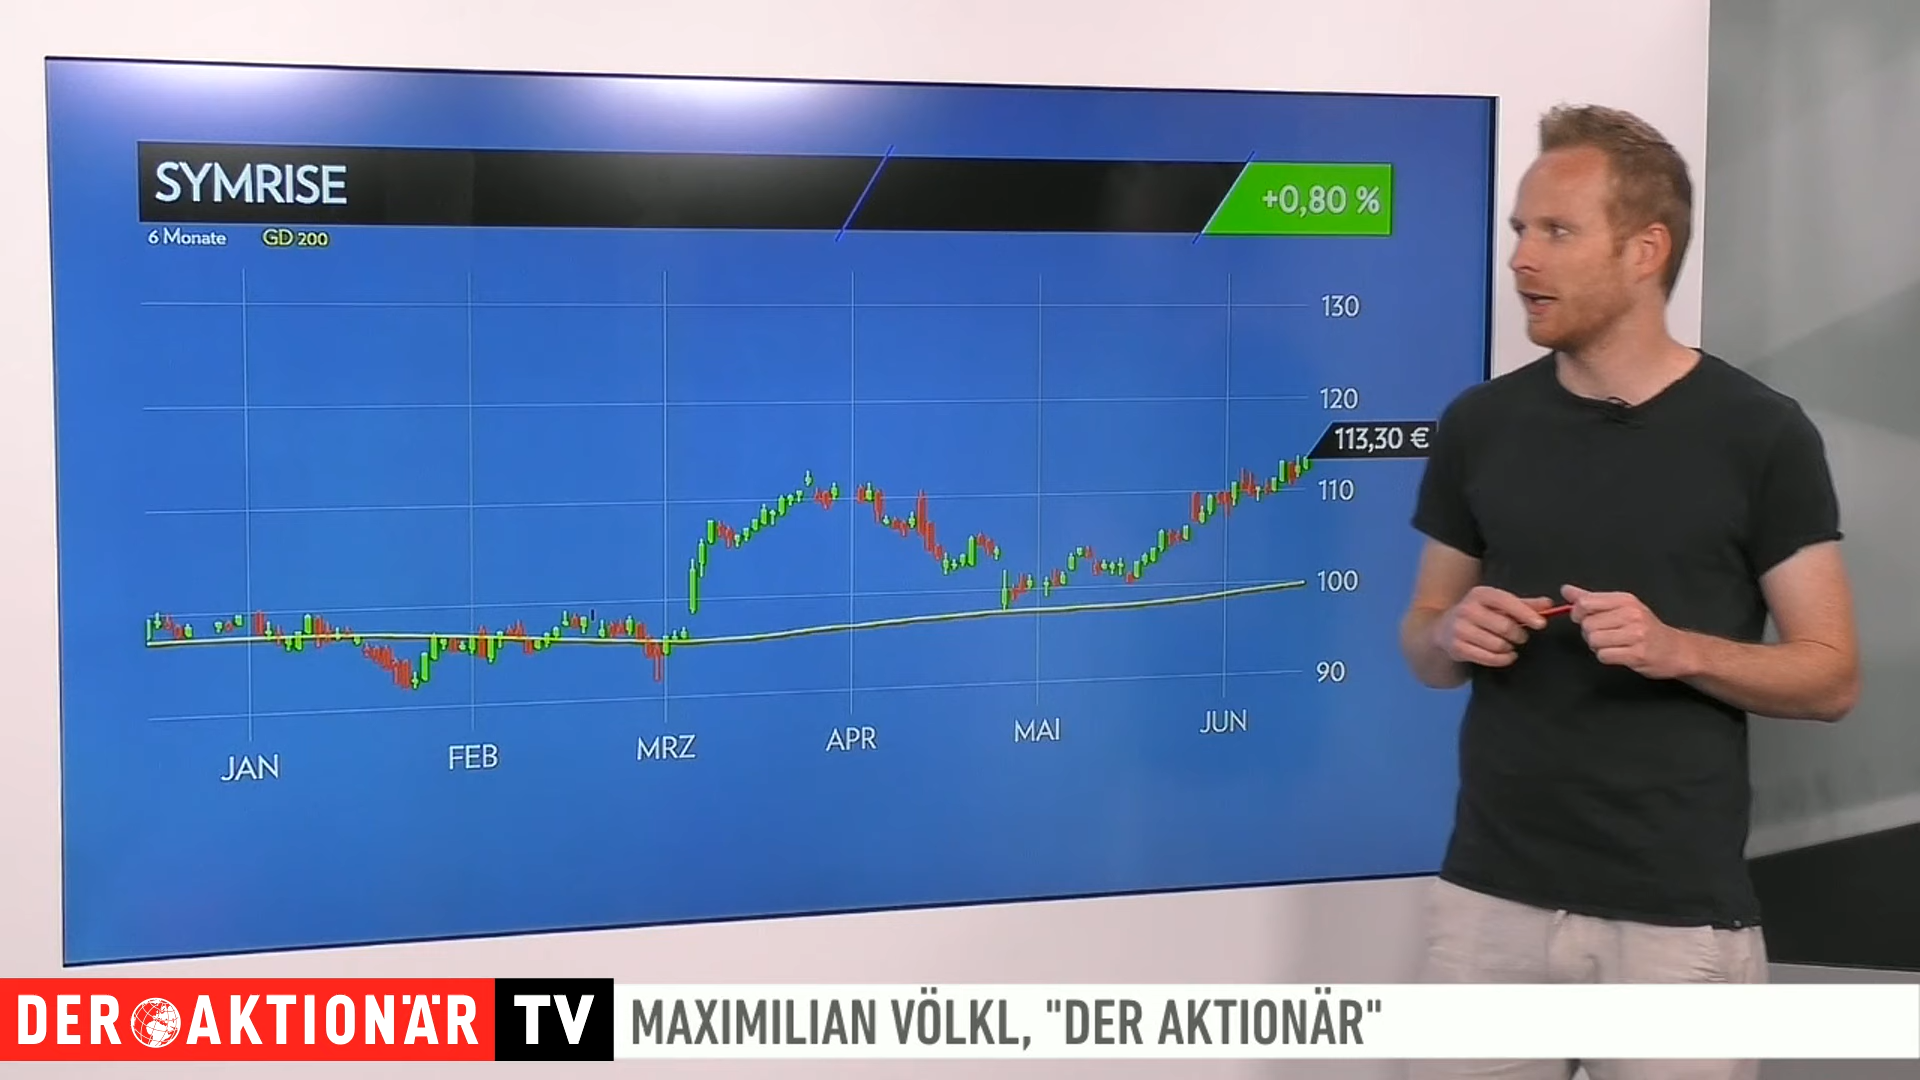 SYMRISE
+0,80 %
6 Monate GD 200
130
120
113,30 €
110
100
90
JAN FEB MRZ APR MAI JUN
DER AKTIONÄR TV MAXIMILIAN VÖLKL, "DER AKTIONÄR"